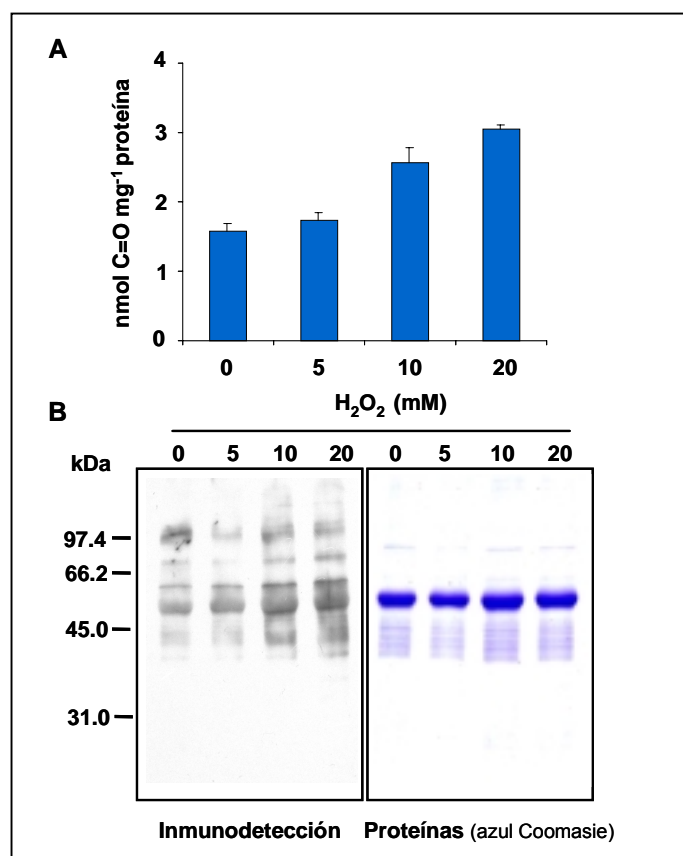 A
nmol C=O mg⁻¹ proteína
4
3
2
1
0
0 5 10 20
H₂O₂ (mM)
B
kDa
0 5 10 20 0 5 10 20
97.4
66.2
45.0
31.0
Inmunodetección Proteínas (azul Coomasie)